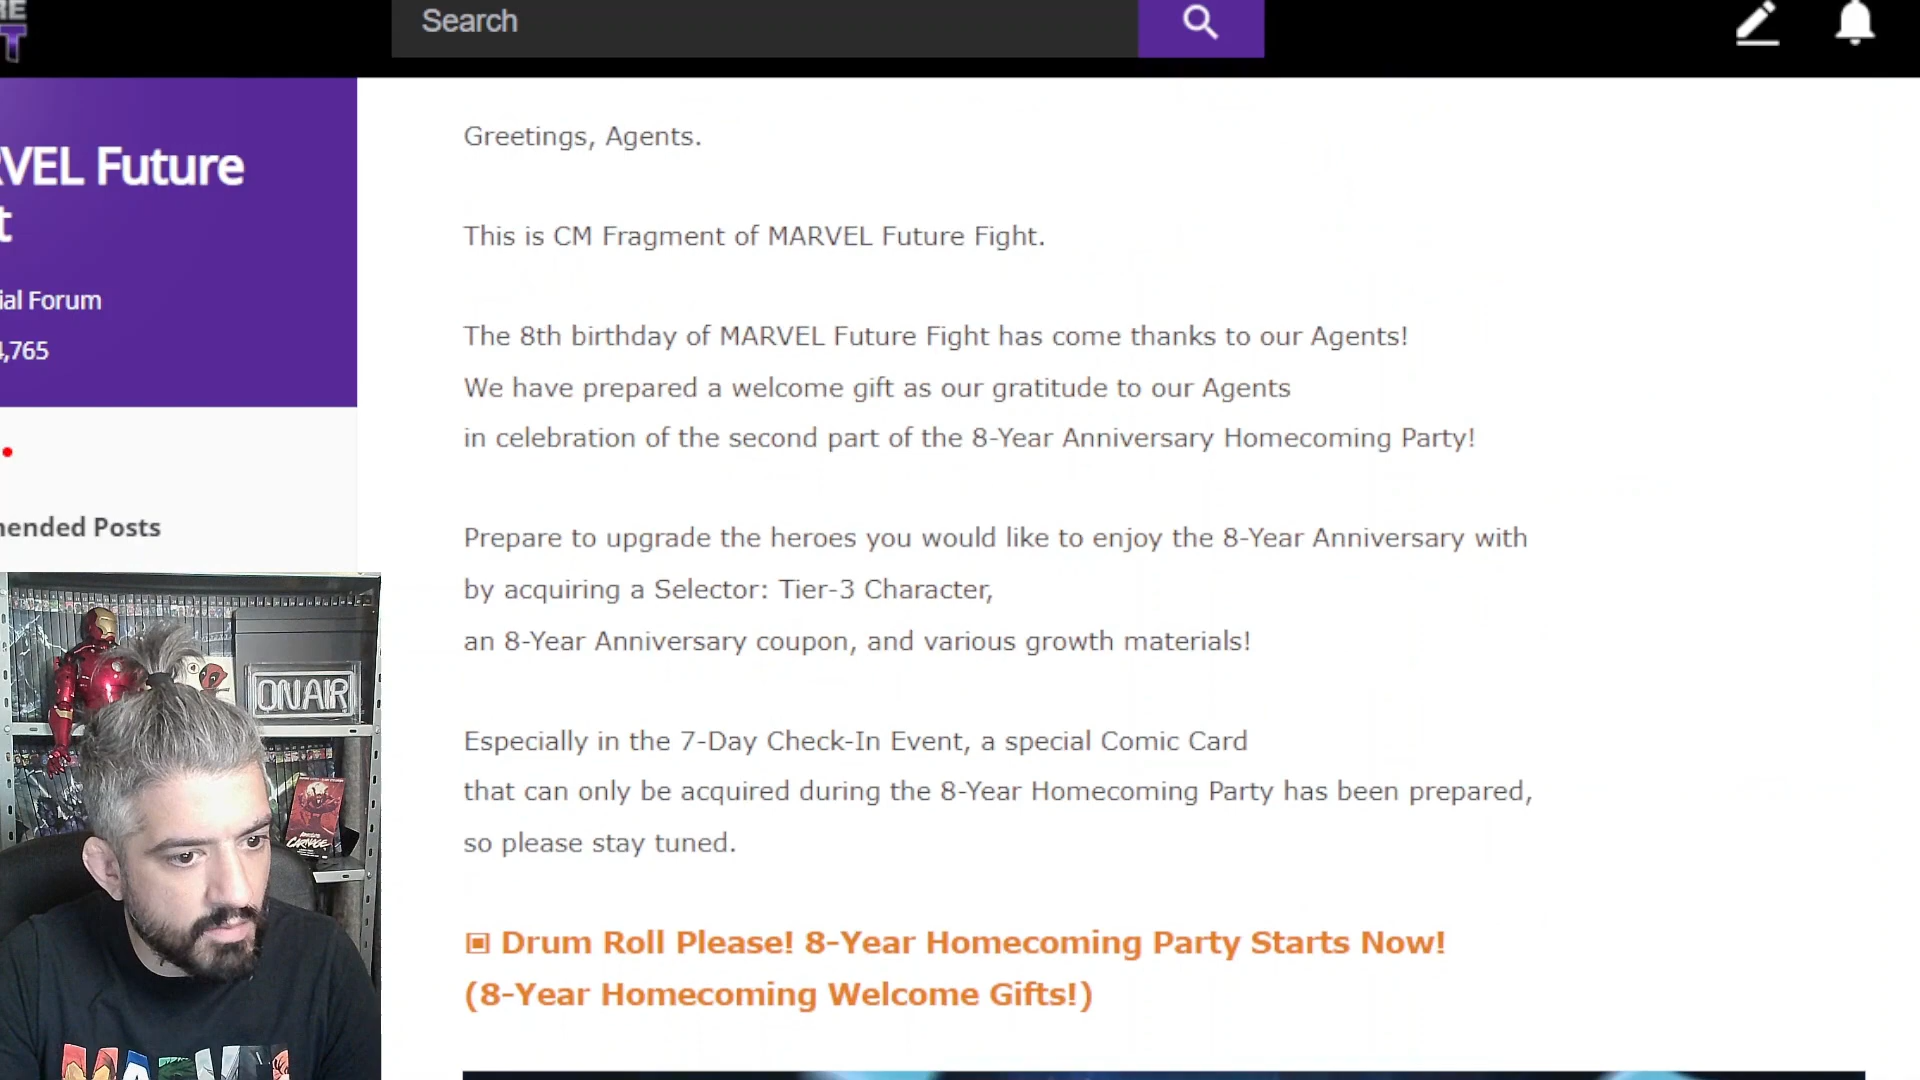 RE
T
Search
VEL Future
t
ial Forum
4,765
ended Posts
Greetings, Agents.
This is CM Fragment of MARVEL Future Fight.
The 8th birthday of MARVEL Future Fight has come thanks to our Agents!
We have prepared a welcome gift as our gratitude to our Agents
in celebration of the second part of the 8-Year Anniversary Homecoming Party!
Prepare to upgrade the heroes you would like to enjoy the 8-Year Anniversary with
by acquiring a Selector: Tier-3 Character,
an 8-Year Anniversary coupon, and various growth materials!
Especially in the 7-Day Check-In Event, a special Comic Card
that can only be acquired during the 8-Year Homecoming Party has been prepared,
so please stay tuned.
▣ Drum Roll Please! 8-Year Homecoming Party Starts Now!
(8-Year Homecoming Welcome Gifts!)
ON AIR
CARNAGE
MARVEL